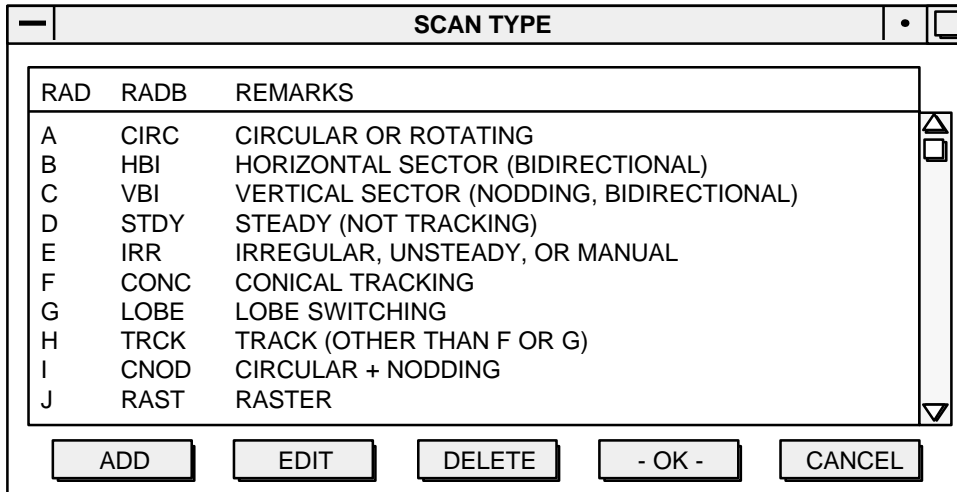 SCAN TYPE
RAD RADB REMARKS
A CIRC CIRCULAR OR ROTATING
B HBI HORIZONTAL SECTOR (BIDIRECTIONAL)
C VBI VERTICAL SECTOR (NODDING, BIDIRECTIONAL)
D STDY STEADY (NOT TRACKING)
E IRR IRREGULAR, UNSTEADY, OR MANUAL
F CONC CONICAL TRACKING
G LOBE LOBE SWITCHING
H TRCK TRACK (OTHER THAN F OR G)
I CNOD CIRCULAR + NODDING
J RAST RASTER
ADD EDIT DELETE - OK - CANCEL